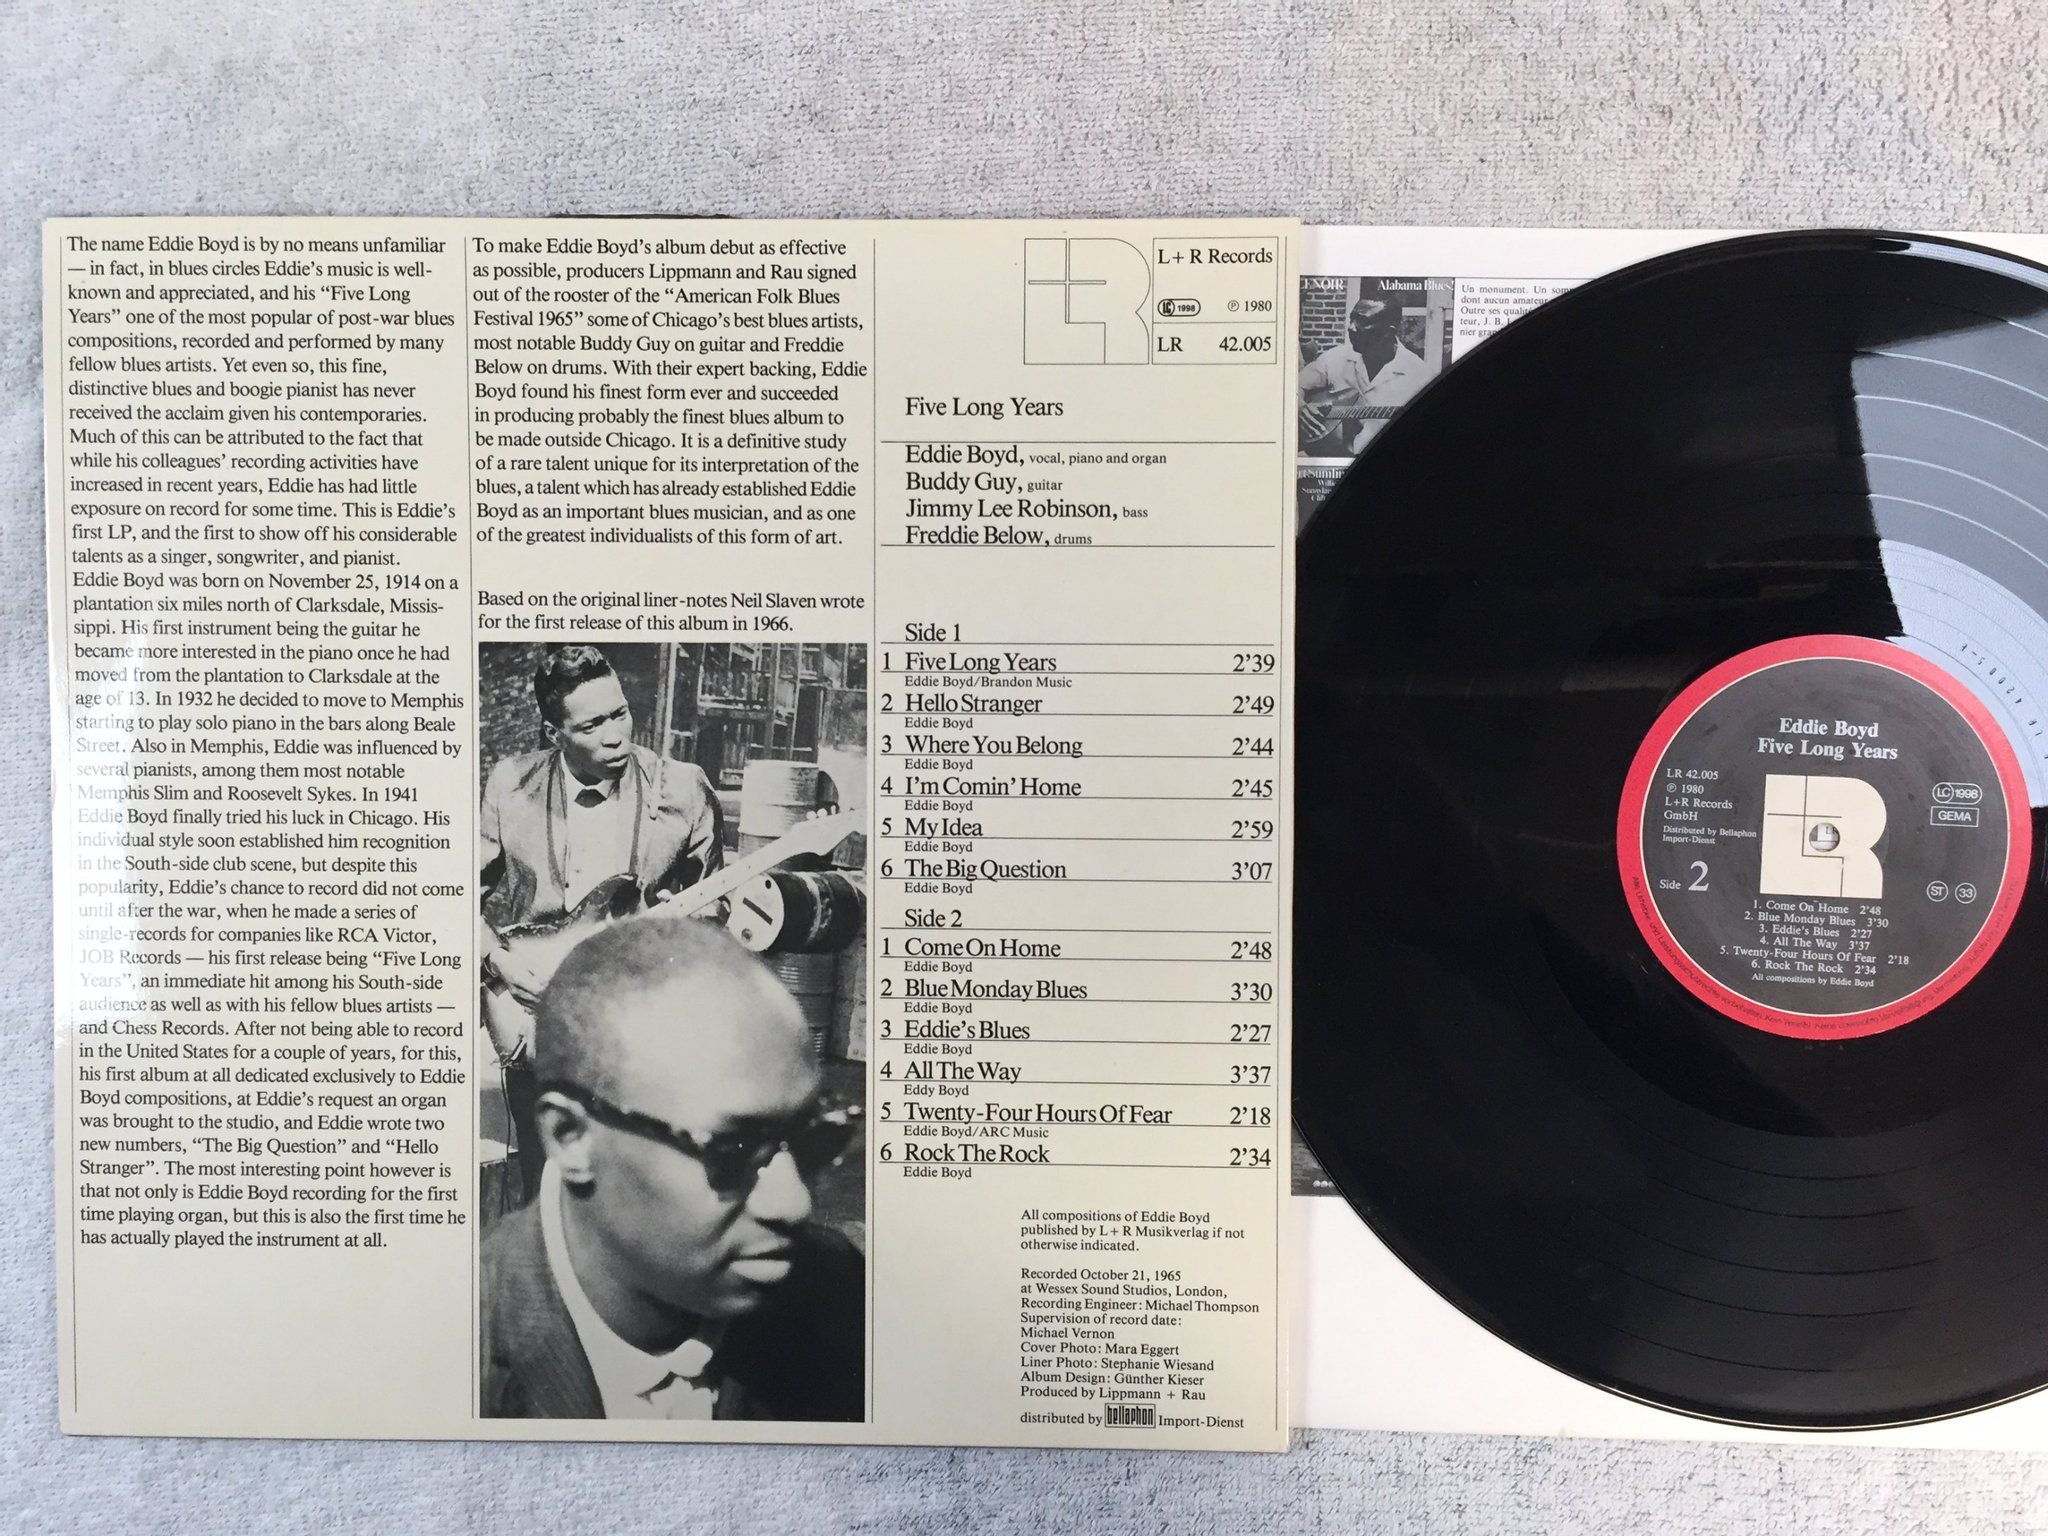 The name Eddie Boyd is by no means unfamiliar
— in fact, in blues circles Eddie's music is well-
known and appreciated, and his “Five Long
Years” one of the most popular of post-war blues
compositions, recorded and performed by many
fellow blues artists. Yet even so, this fine,
distinctive blues and boogie pianist has never
received the acclaim given his contemporaries.
Much of this can be attributed to the fact that
while his colleagues' recording activities have
increased in recent years, Eddie has had little
exposure on record for some time. This is Eddie's
first LP, and the first to show off his considerable
talents as a singer, songwriter, and pianist.
Eddie Boyd was born on November 25, 1914 on a
plantation six miles north of Clarksdale, Missis-
sippi. His first instrument being the guitar he
became more interested in the piano once he had
moved from the plantation to Clarksdale at the
age of 13. In 1932 he decided to move to Memphis
starting to play solo piano in the bars along Beale
Street. Also in Memphis, Eddie was influenced by
several pianists, among them most notable
Memphis Slim and Roosevelt Sykes. In 1941
Eddie Boyd finally tried his luck in Chicago. His
individual style soon established him recognition
in the South-side club scene, but despite this
popularity, Eddie's chance to record did not come
until after the war, when he made a series of
single-records for companies like RCA Victor,
JOB Records — his first release being “Five Long
Years”, an immediate hit among his South-side
audience as well as with his fellow blues artists —
and Chess Records. After not being able to record
in the United States for a couple of years, for this,
his first album at all dedicated exclusively to Eddie
Boyd compositions, at Eddie's request an organ
was brought to the studio, and Eddie wrote two
new numbers, “The Big Question” and “Hello
Stranger”. The most interesting point however is
that not only is Eddie Boyd recording for the first
time playing organ, but this is also the first time he
has actually played the instrument at all.
To make Eddie Boyd's album debut as effective
as possible, producers Lippmann and Rau signed
out of the rooster of the “American Folk Blues
Festival 1965” some of Chicago's best blues artists,
most notable Buddy Guy on guitar and Freddie
Below on drums. With their expert backing, Eddie
Boyd found his finest form ever and succeeded
in producing probably the finest blues album to
be made outside Chicago. It is a definitive study
of a rare talent unique for its interpretation of the
blues, a talent which has already established Eddie
Boyd as an important blues musician, and as one
of the greatest individualists of this form of art.
Based on the original liner-notes Neil Slaven wrote
for the first release of this album in 1966.
L+R Records
LC 1998 ℗ 1980
LR 42.005
Five Long Years
Eddie Boyd, vocal, piano and organ
Buddy Guy, guitar
Jimmy Lee Robinson, bass
Freddie Below, drums
Side 1
1 Five Long Years 2'39
Eddie Boyd/Brandon Music
2 Hello Stranger 2'49
Eddie Boyd
3 Where You Belong 2'44
Eddie Boyd
4 I'm Comin' Home 2'45
Eddie Boyd
5 My Idea 2'59
Eddie Boyd
6 The Big Question 3'07
Eddie Boyd
Side 2
1 Come On Home 2'48
Eddie Boyd
2 Blue Monday Blues 3'30
Eddie Boyd
3 Eddie's Blues 2'27
Eddie Boyd
4 All The Way 3'37
Eddy Boyd
5 Twenty-Four Hours Of Fear 2'18
Eddie Boyd/ARC Music
6 Rock The Rock 2'34
Eddie Boyd
All compositions of Eddie Boyd
published by L+R Musikverlag if not
otherwise indicated.
Recorded October 21, 1965
at Wessex Sound Studios, London,
Recording Engineer: Michael Thompson
Supervision of record date:
Michael Vernon
Cover Photo: Mara Eggert
Liner Photo: Stephanie Wiesand
Album Design: Günther Kieser
Produced by Lippmann + Rau
distributed by bellaphon Import-Dienst
Alabama Blues!
Un monument. Un
dont aucun amateur
Outre ses
teur, J. B.
Eddie Boyd
Five Long Years
LR 42.005
℗ 1980
L+R Records
GmbH
Distributed by Bellaphon
Import-Dienst
LC 1998
GEMA
Side 2
ST 33
1. Come On Home 2'48
2. Blue Monday Blues 3'30
3. Eddie's Blues 2'27
4. All The Way 3'37
5. Twenty-Four Hours Of Fear 2'18
6. Rock The Rock 2'34
All compositions by Eddie Boyd